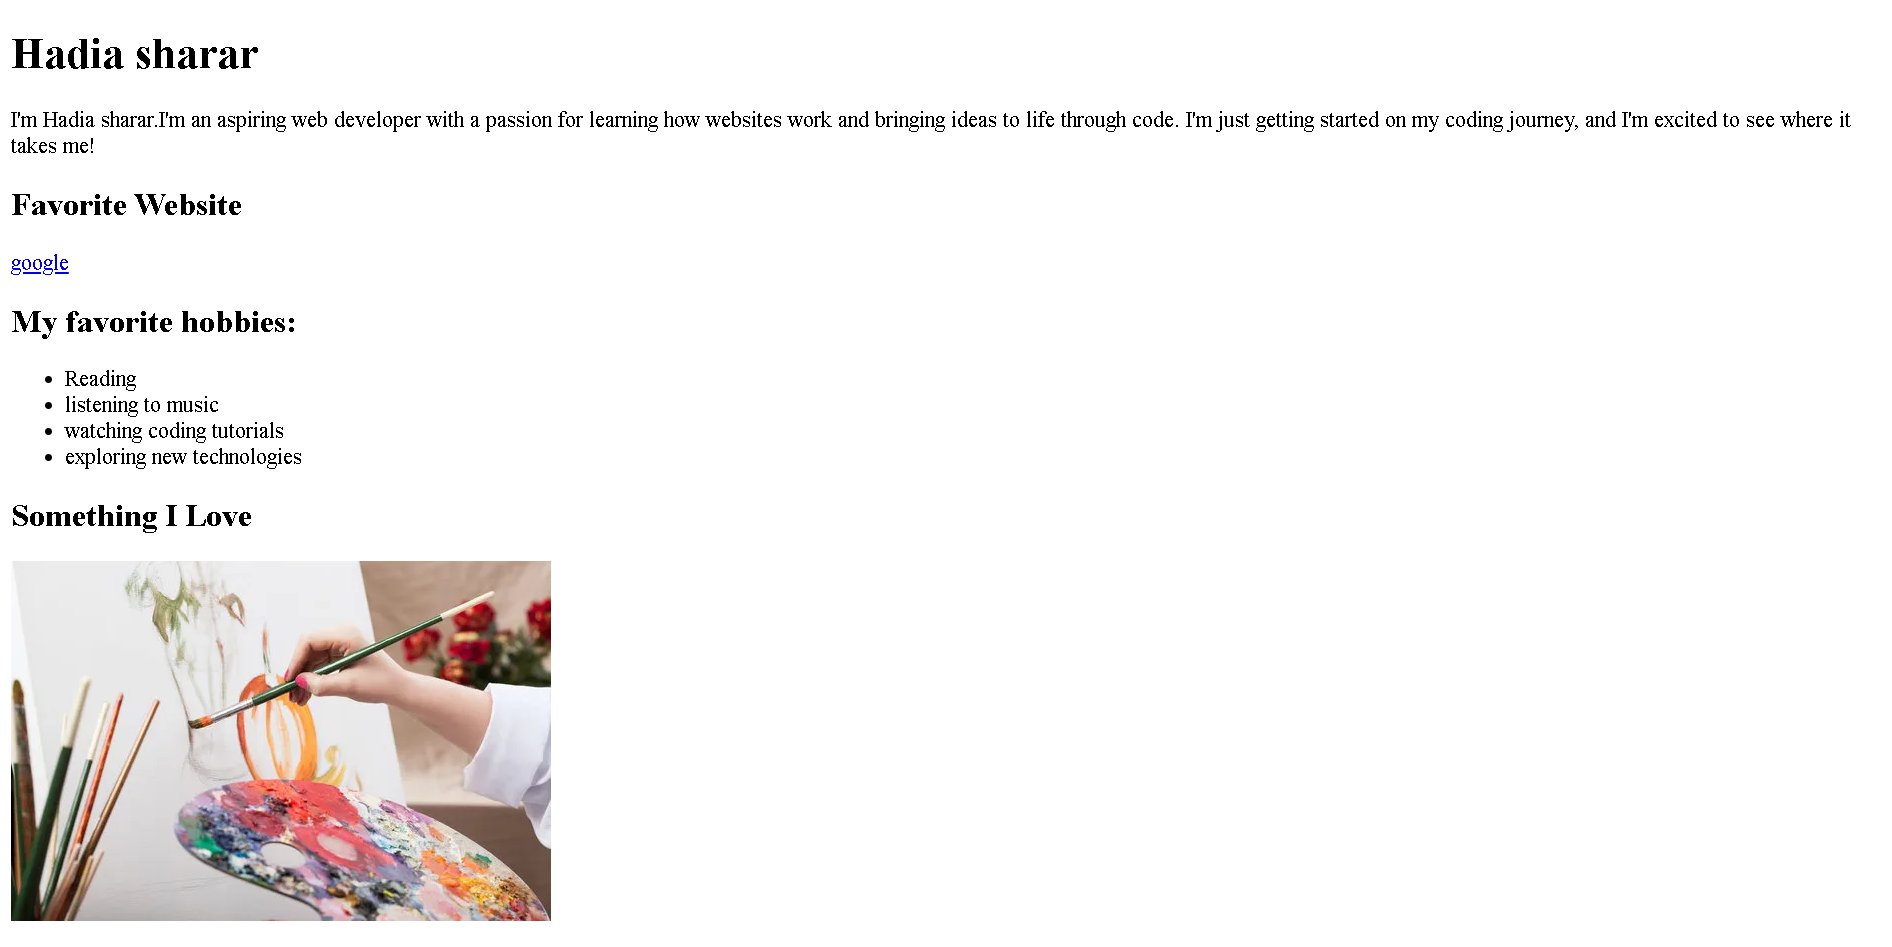 Hadia sharar
I'm Hadia sharar.I'm an aspiring web developer with a passion for learning how websites work and bringing ideas to life through code. I'm just getting started on my coding journey, and I'm excited to see where it
takes me!
Favorite Website
google
My favorite hobbies:
Reading
listening to music
watching coding tutorials
exploring new technologies
Something I Love